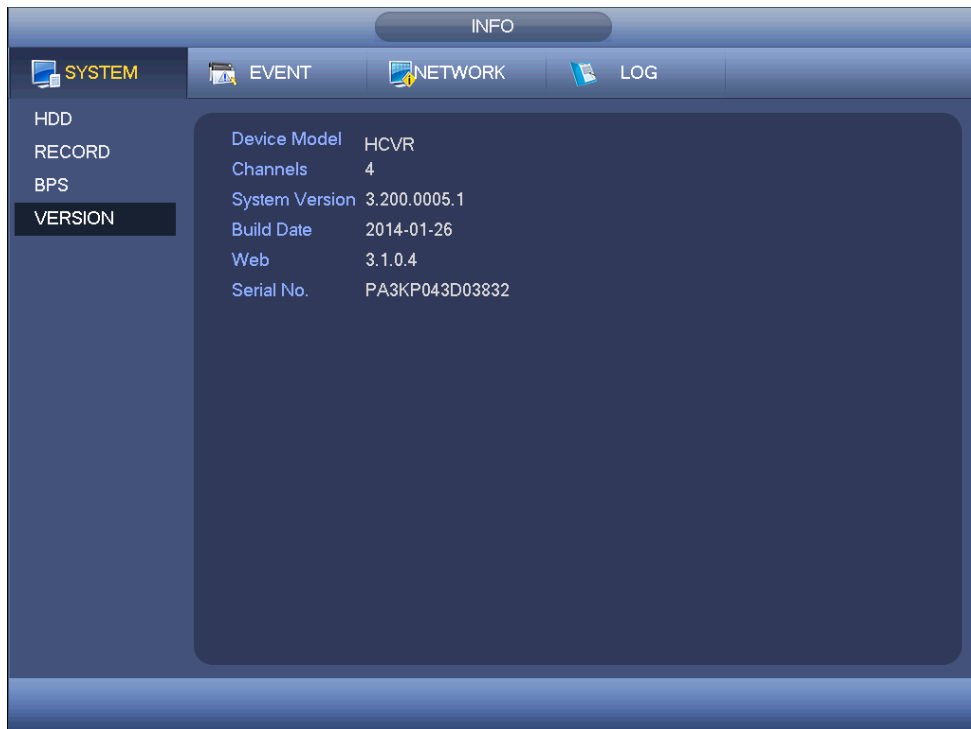 INFO
SYSTEM EVENT NETWORK LOG
HDD
RECORD
BPS
VERSION
Device Model HCVR
Channels 4
System Version 3.200.0005.1
Build Date 2014-01-26
Web 3.1.0.4
Serial No. PA3KP043D03832